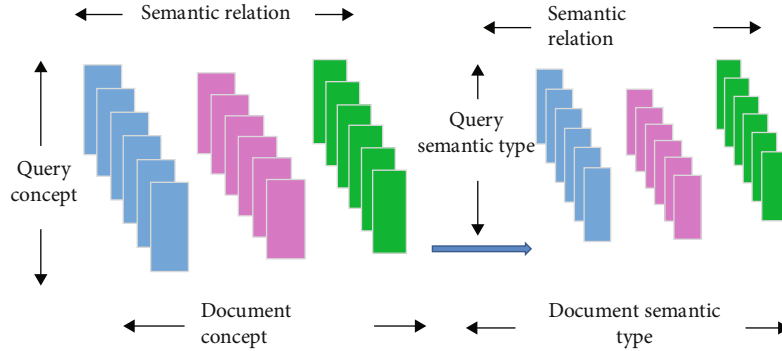 Semantic relation
Query
concept
Document
concept
Semantic
relation
Query
semantic type
Document semantic
type